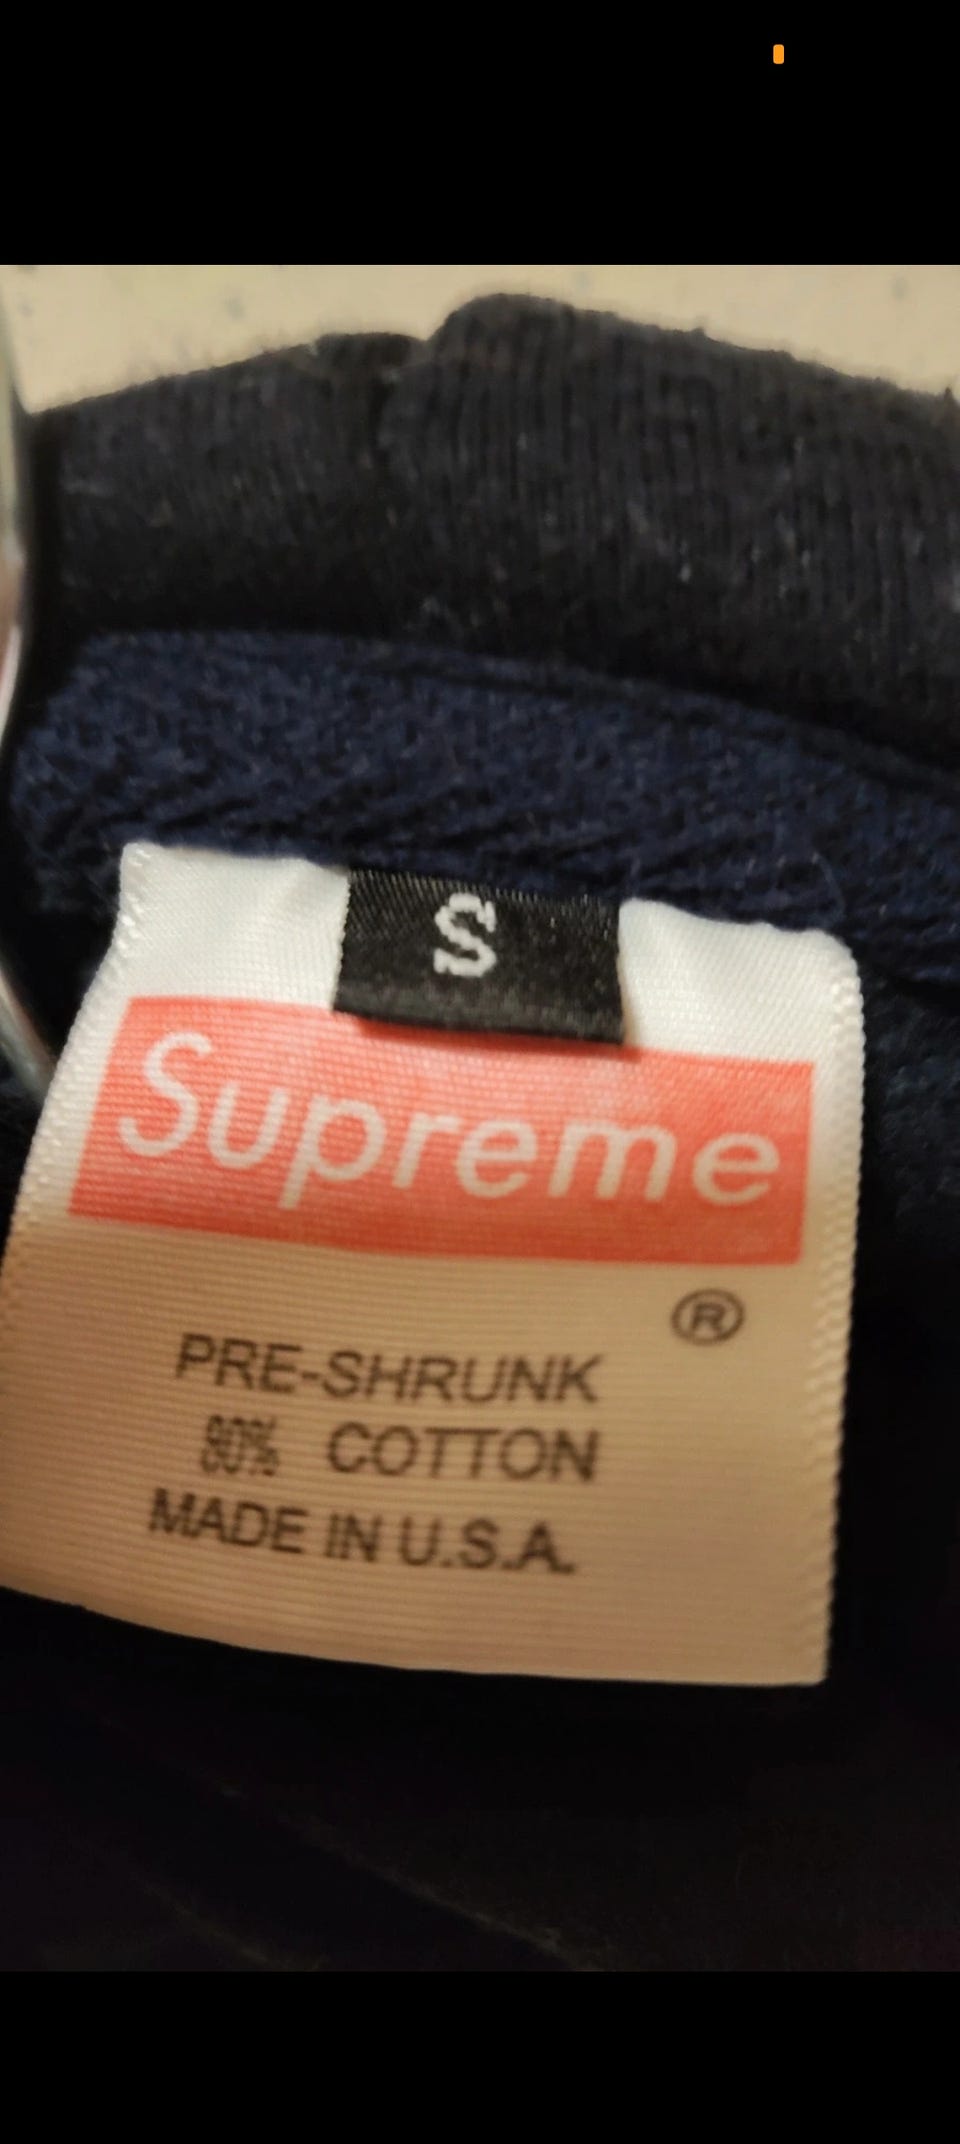 S
Supreme
®
PRE-SHRUNK
80% COTTON
MADE IN U.S.A.